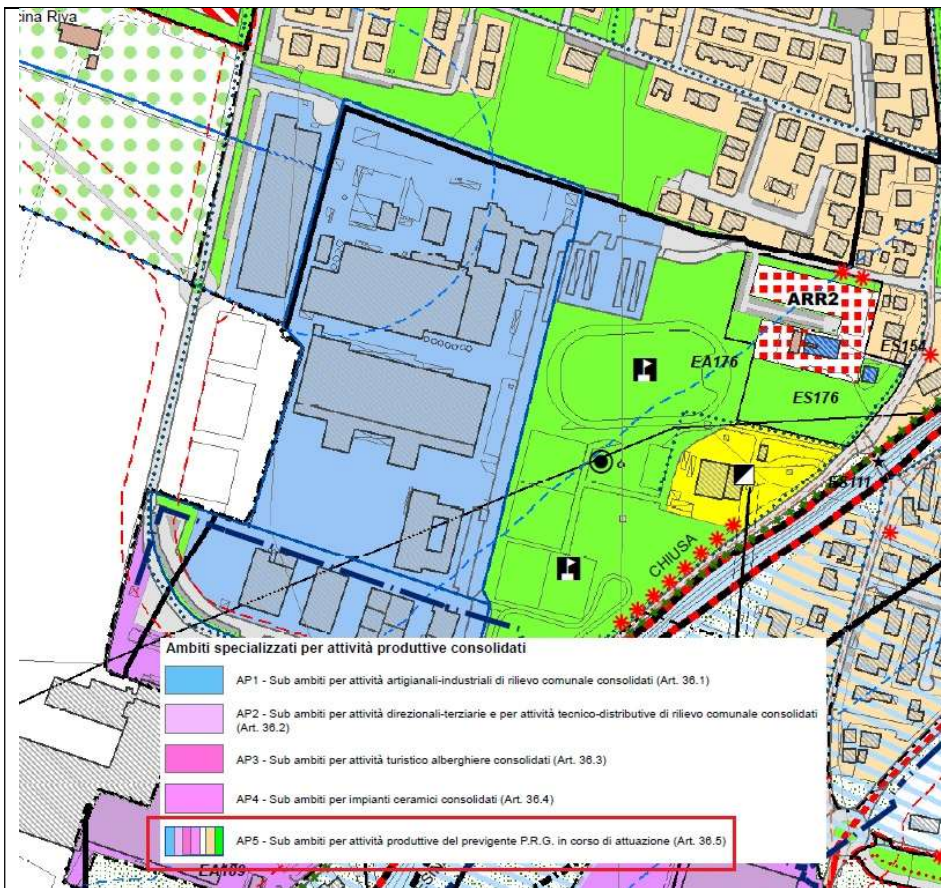 cina Riva
ARR2
EA176
ES154
ES176
ES111
CHIUSA
Ambiti specializzati per attività produttive consolidati
AP1 - Sub ambiti per attività artigianali-industriali di rilievo comunale consolidati (Art. 36.1)
AP2 - Sub ambiti per attività direzionali-terziarie e per attività tecnico-distributive di rilievo comunale consolidati
(Art. 36.2)
AP3 - Sub ambiti per attività turistico alberghiere consolidati (Art. 36.3)
AP4 - Sub ambiti per impianti ceramici consolidati (Art. 36.4)
AP5 - Sub ambiti per attività produttive del previgente P.R.G. in corso di attuazione (Art. 36.5)
EA169